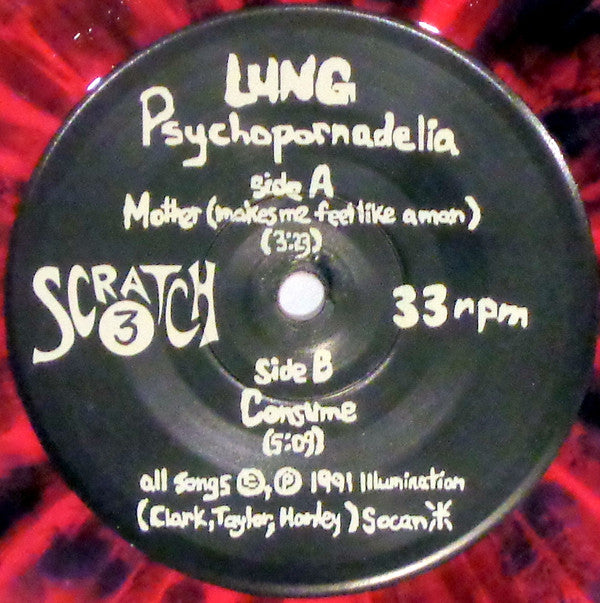 LUNG
Psychopornadelia
side A
Mother (makes me feel like a man)
(3:23)
SCRATCH
3
33 rpm
side B
Consume
(5:09)
all songs ©, ℗ 1991 Illumination
(Clark, Taylor, Hanley) Socan